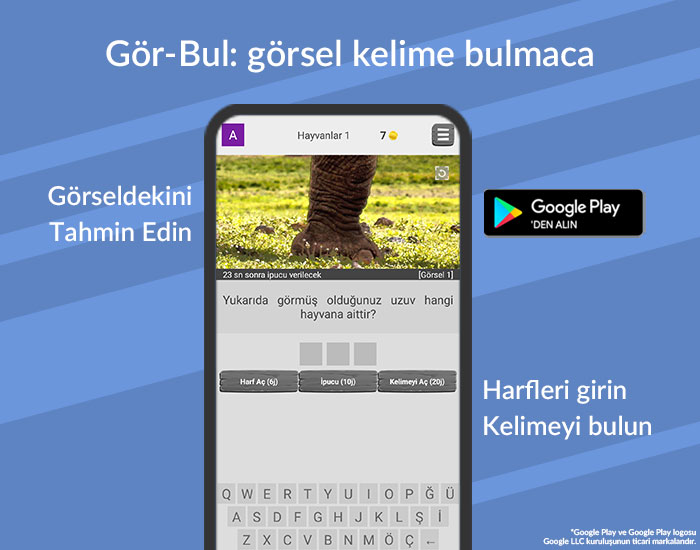 Gör-Bul: görsel kelime bulmaca
A
Hayvanlar 1
7
Görseldekini
Tahmin Edin
Google Play
'DEN ALIN
23 sn sonra ipucu verilecek
[Görsel 1]
Yukarıda görmüş olduğunuz uzuv hangi
hayvana aittir?
Harf Aç (6j)
İpucu (10j)
Kelimeyi Aç (20j)
Harfleri girin
Kelimeyi bulun
Q W E R T Y U I O P Ğ Ü
A S D F G H J K L Ş İ
Z X C V B N M Ö Ç ←
*Google Play ve Google Play logosu
Google LLC kuruluşunun ticari markalarıdır.